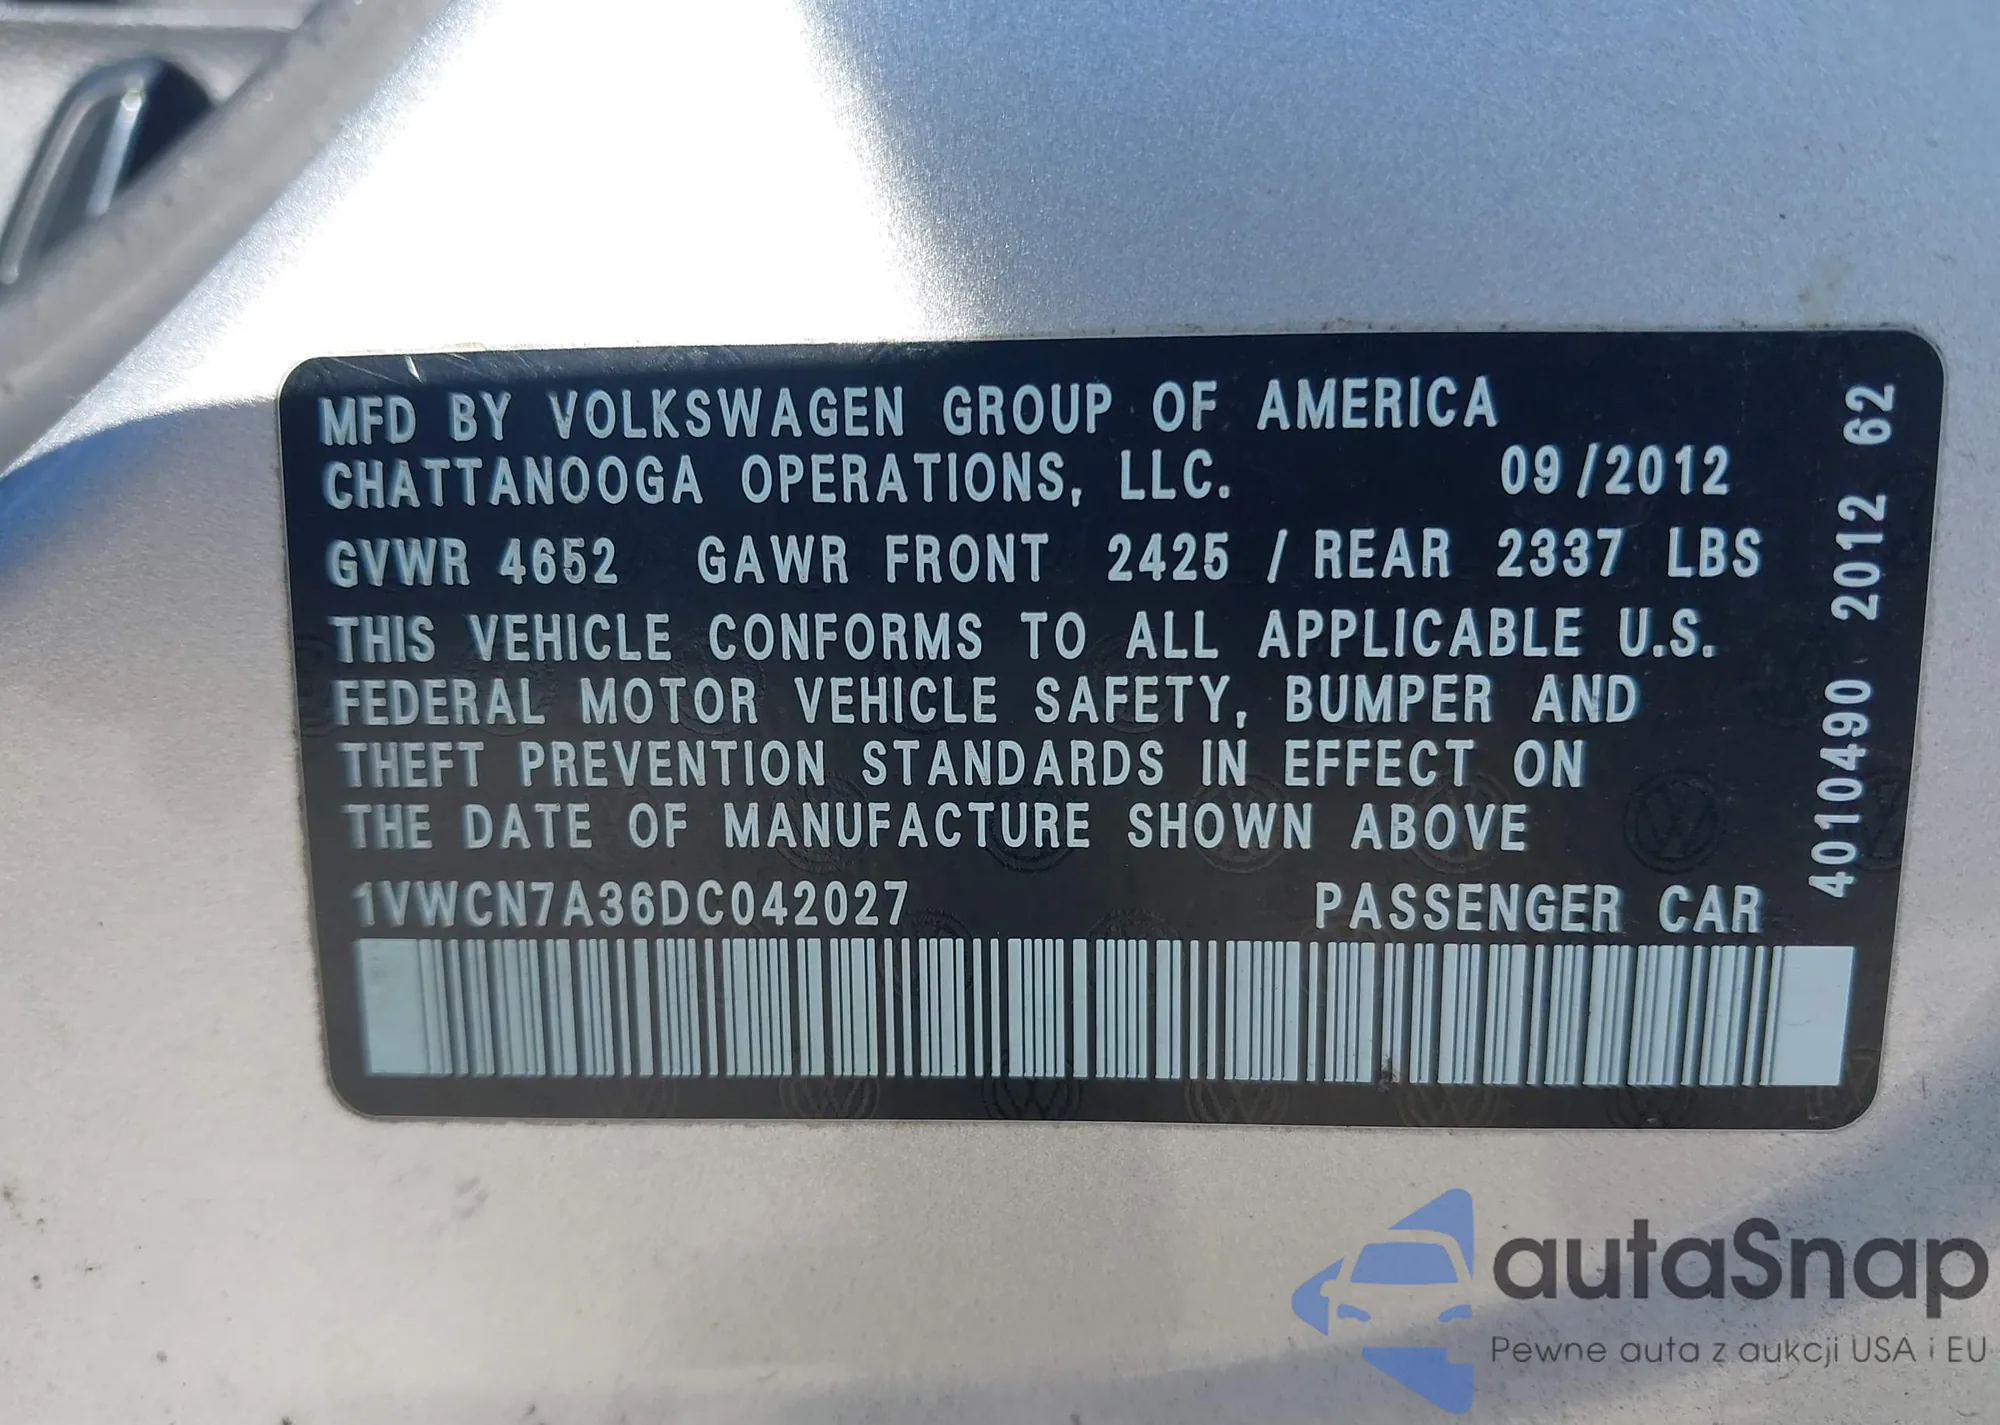 MFD BY VOLKSWAGEN GROUP OF AMERICA
CHATTANOOGA OPERATIONS, LLC. 09/2012
GVWR 4652 GAWR FRONT 2425 / REAR 2337 LBS
THIS VEHICLE CONFORMS TO ALL APPLICABLE U.S.
FEDERAL MOTOR VEHICLE SAFETY, BUMPER AND
THEFT PREVENTION STANDARDS IN EFFECT ON
THE DATE OF MANUFACTURE SHOWN ABOVE
1VWCN7A36DC042027 PASSENGER CAR
4010490 2012 62
autaSnap
Pewne auta z aukcji USA i EU